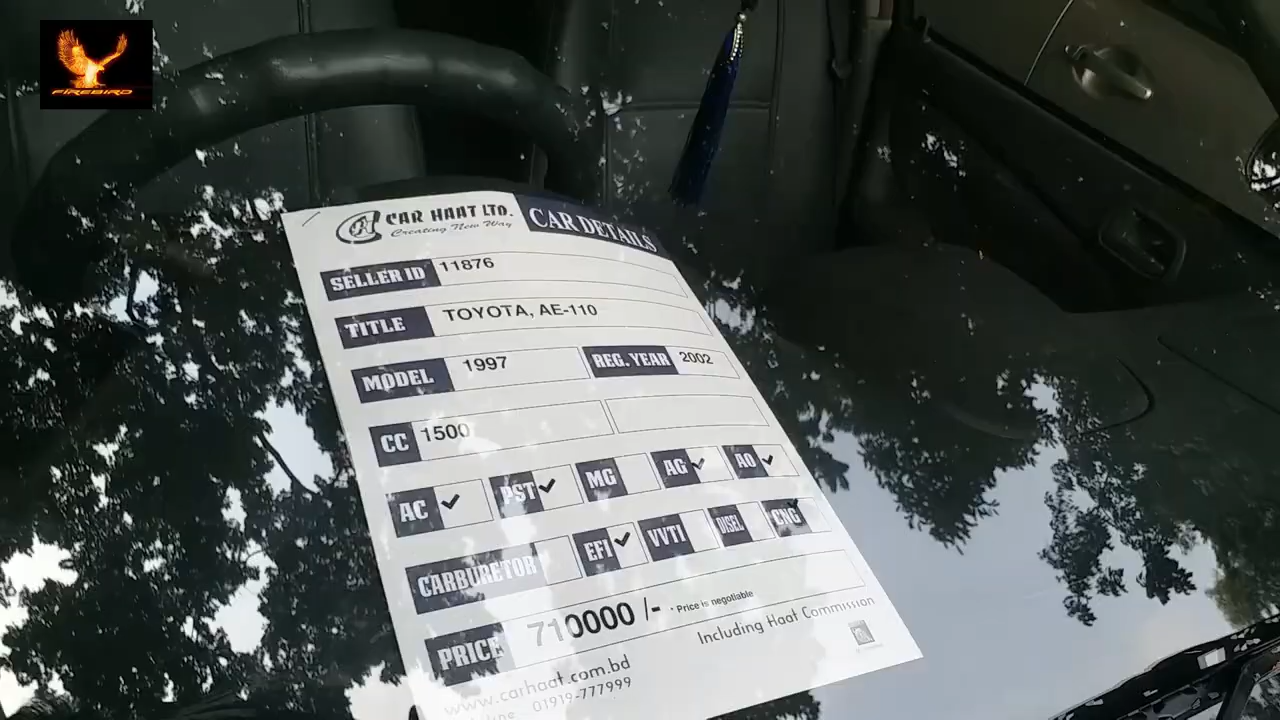 FIREBIRD
CAR HAAT LTD.
Creating New Way
CAR DETAILS
SELLER ID 11876
TITLE TOYOTA, AE-110
MODEL 1997 REG. YEAR 2002
CC 1500
AC ✓ PST ✓ MG AG ✓ AO ✓
CARBURETOR EFI ✓ VVTI DISEL CNG ✓
PRICE 710000 /- * Price is negotiable
Including Haat Commission
www.carhaat.com.bd
01919-777999